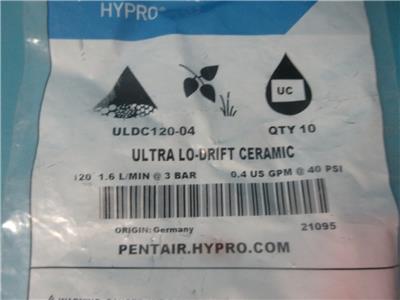 HYPRO®
UC
ULDC120-04 QTY 10
ULTRA LO-DRIFT CERAMIC
120 1.6 L/MIN @ 3 BAR 0.4 US GPM @ 40 PSI
ORIGIN: Germany 21095
PENTAIR.HYPRO.COM
WARNING